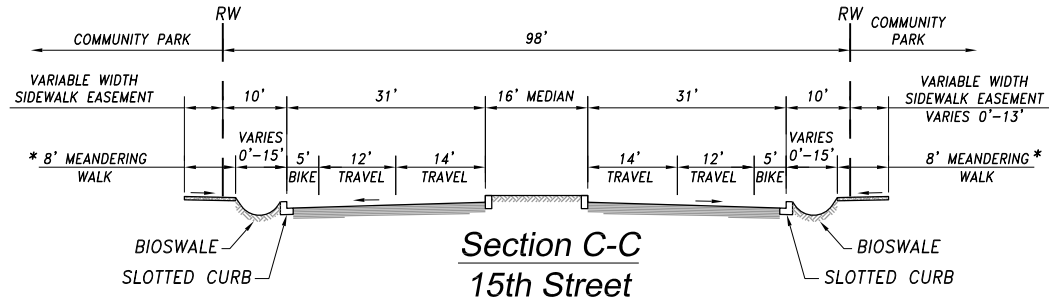 RW
RW
COMMUNITY PARK
98'
COMMUNITY
PARK
VARIABLE WIDTH
SIDEWALK EASEMENT
10'
31'
16' MEDIAN
31'
10'
VARIABLE WIDTH
SIDEWALK EASEMENT
VARIES 0'-13'
* 8' MEANDERING
WALK
VARIES
0'-15'
5'
BIKE
12'
TRAVEL
14'
TRAVEL
14'
TRAVEL
12'
TRAVEL
5'
BIKE
VARIES
0'-15'
8' MEANDERING *
WALK
BIOSWALE
SLOTTED CURB
BIOSWALE
SLOTTED CURB
Section C-C
15th Street